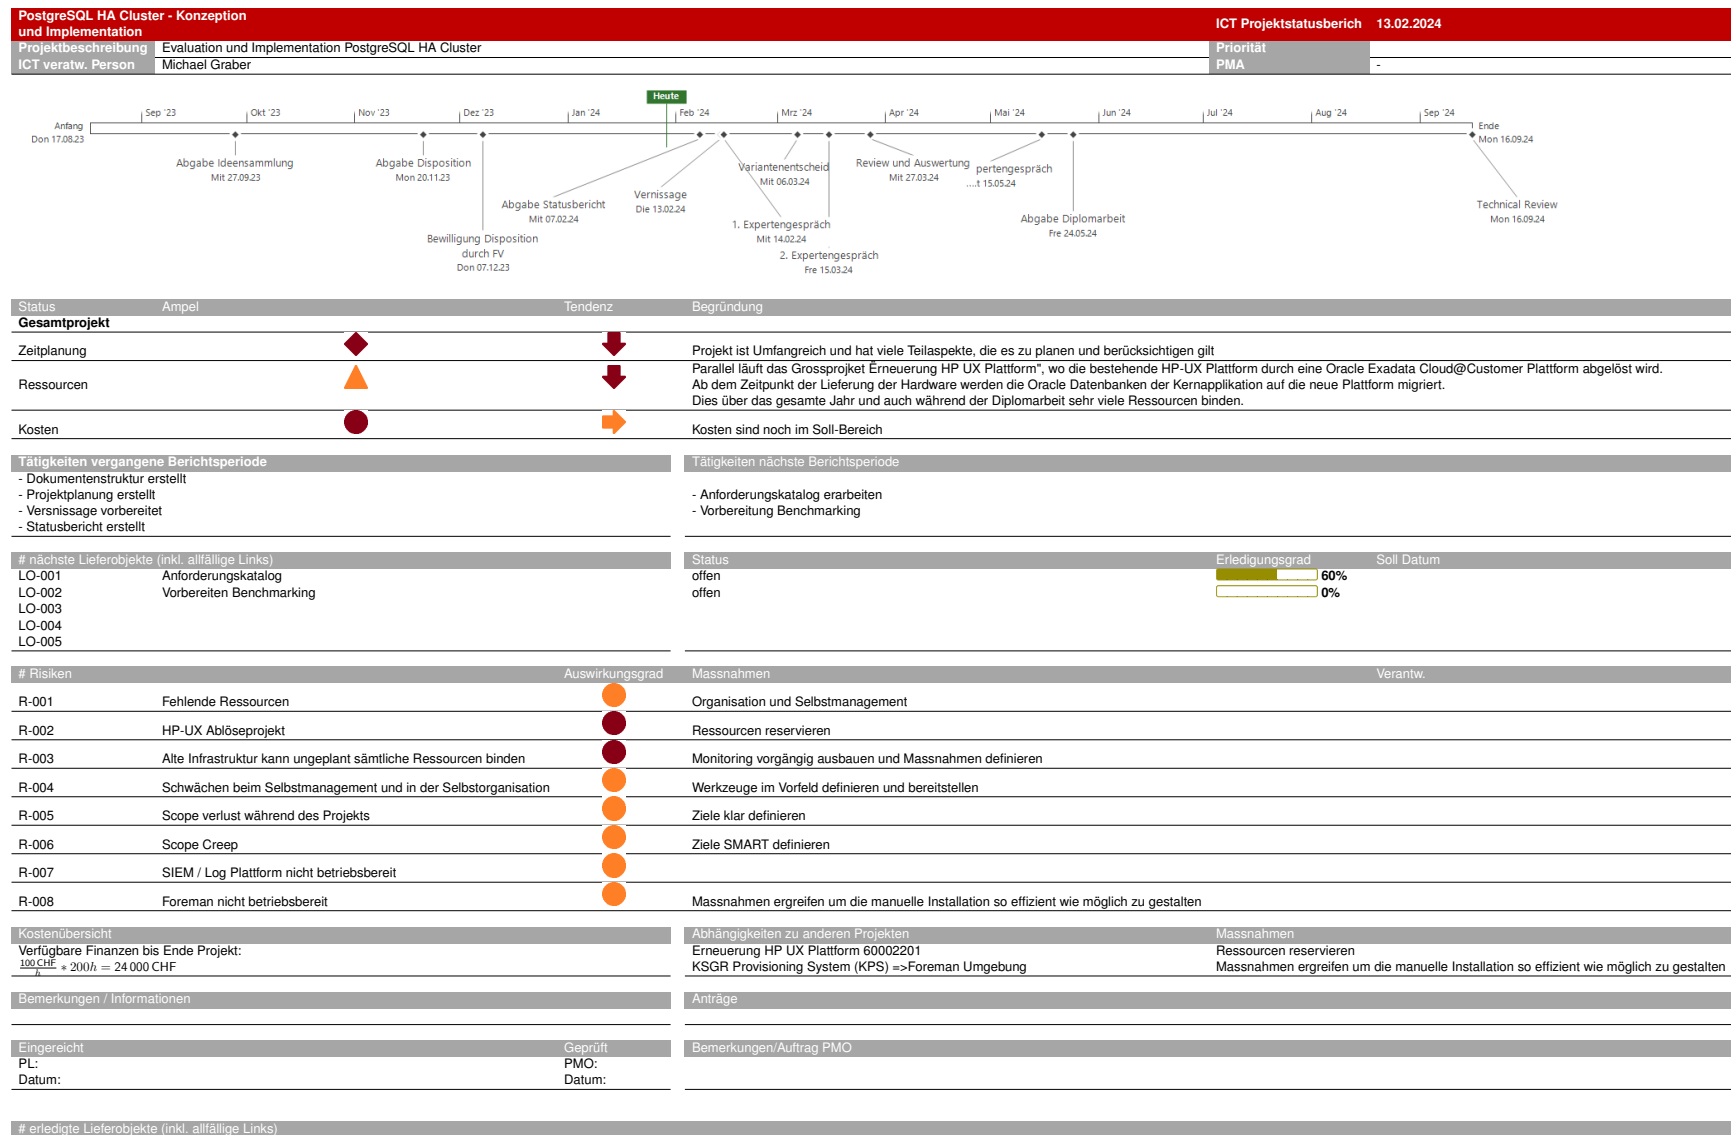 PostgreSQL HA Cluster - Konzeption
und Implementation
ICT Projektstatusberich 13.02.2024
Projektbeschreibung Evaluation und Implementation PostgreSQL HA Cluster Priorität
ICT veratw. Person Michael Graber PMA -
Heute
Sep '23 Okt '23 Nov '23 Dez '23 Jan '24 Feb '24 Mrz '24 Apr '24 Mai '24 Jun '24 Jul '24 Aug '24 Sep '24
Anfang
Don 17.08.23
Ende
Mon 16.09.24
Abgabe Ideensammlung
Mit 27.09.23
Abgabe Disposition
Mon 20.11.23
Bewilligung Disposition
durch FV
Don 07.12.23
Abgabe Statusbericht
Mit 07.02.24
Vernissage
Die 13.02.24
1. Expertengespräch
Mit 14.02.24
Variantenentscheid
Mit 06.03.24
2. Expertengespräch
Fre 15.03.24
Review und Auswertung
Mit 27.03.24
pertengespräch
....t 15.05.24
Abgabe Diplomarbeit
Fre 24.05.24
Technical Review
Mon 16.09.24
Status Ampel Tendenz Begründung
Gesamtprojekt
Zeitplanung Projekt ist Umfangreich und hat viele Teilaspekte, die es zu planen und berücksichtigen gilt
Ressourcen
Parallel läuft das Grossprojket Ërneuerung HP UX Plattform", wo die bestehende HP-UX Plattform durch eine Oracle Exadata Cloud@Customer Plattform abgelöst wird.
Ab dem Zeitpunkt der Lieferung der Hardware werden die Oracle Datenbanken der Kernapplikation auf die neue Plattform migriert.
Dies über das gesamte Jahr und auch während der Diplomarbeit sehr viele Ressourcen binden.
Kosten Kosten sind noch im Soll-Bereich
Tätigkeiten vergangene Berichtsperiode
- Dokumentenstruktur erstellt
- Projektplanung erstellt
- Versnissage vorbereitet
- Statusbericht erstellt
Tätigkeiten nächste Berichtsperiode
- Anforderungskatalog erarbeiten
- Vorbereitung Benchmarking
# nächste Lieferobjekte (inkl. allfällige Links) Status Erledigungsgrad Soll Datum
LO-001 Anforderungskatalog offen 60%
LO-002 Vorbereiten Benchmarking offen 0%
LO-003
LO-004
LO-005
# Risiken Auswirkungsgrad Massnahmen Verantw.
R-001 Fehlende Ressourcen Organisation und Selbstmanagement
R-002 HP-UX Ablöseprojekt Ressourcen reservieren
R-003 Alte Infrastruktur kann ungeplant sämtliche Ressourcen binden Monitoring vorgängig ausbauen und Massnahmen definieren
R-004 Schwächen beim Selbstmanagement und in der Selbstorganisation Werkzeuge im Vorfeld definieren und bereitstellen
R-005 Scope verlust während des Projekts Ziele klar definieren
R-006 Scope Creep Ziele SMART definieren
R-007 SIEM / Log Plattform nicht betriebsbereit
R-008 Foreman nicht betriebsbereit Massnahmen ergreifen um die manuelle Installation so effizient wie möglich zu gestalten
Kostenübersicht
Verfügbare Finanzen bis Ende Projekt:
100 CHF/h ∗ 200h = 24 000 CHF
Abhängigkeiten zu anderen Projekten Massnahmen
Erneuerung HP UX Plattform 60002201 Ressourcen reservieren
KSGR Provisioning System (KPS) =>Foreman Umgebung Massnahmen ergreifen um die manuelle Installation so effizient wie möglich zu gestalten
Bemerkungen / Informationen Anträge
Eingereicht Geprüft Bemerkungen/Auftrag PMO
PL: PMO:
Datum: Datum:
# erledigte Lieferobjekte (inkl. allfällige Links)